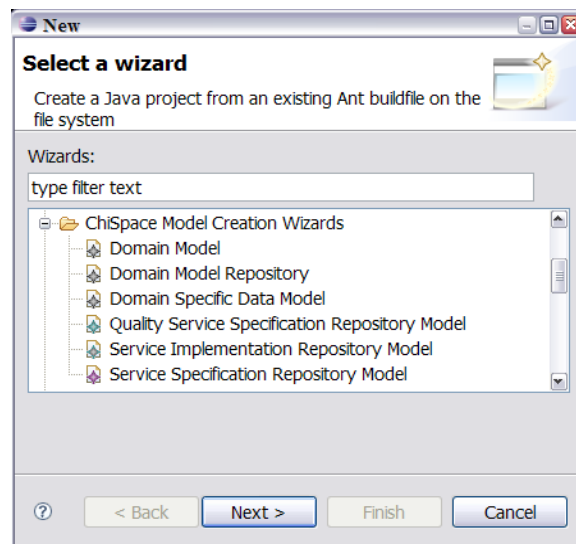 New
Select a wizard
Create a Java project from an existing Ant buildfile on the
file system
Wizards:
type filter text
ChiSpace Model Creation Wizards
Domain Model
Domain Model Repository
Domain Specific Data Model
Quality Service Specification Repository Model
Service Implementation Repository Model
Service Specification Repository Model
? < Back Next > Finish Cancel